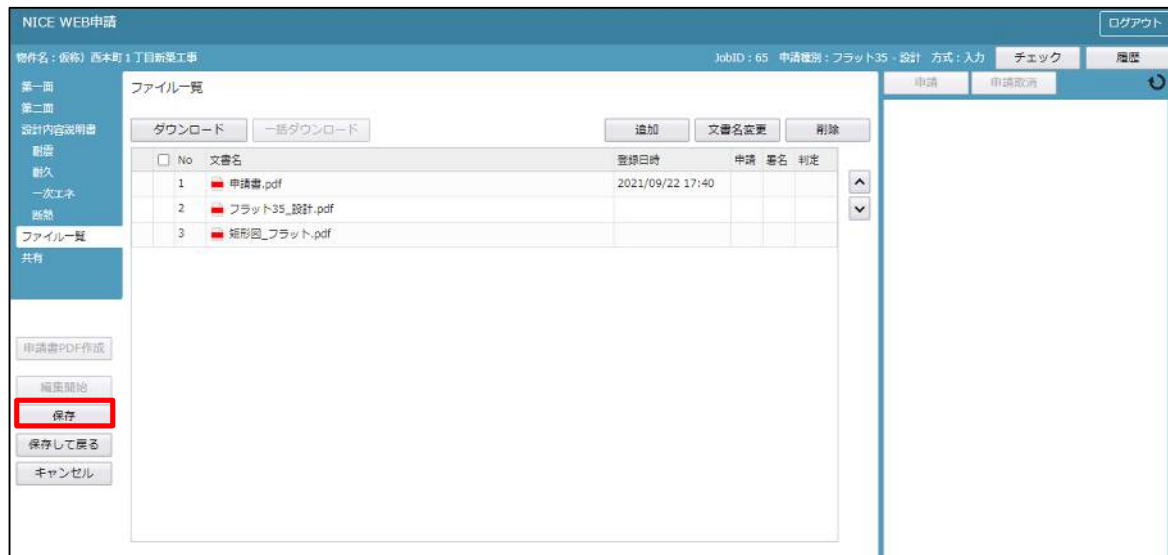 NICE WEB申請
ログアウト
物件名：仮称）西本町１丁目新築工事
JobID：65 申請種別：フラット35 - 設計 方式：入力
チェック
履歴
第一面
第二面
設計内容説明書
耐震
耐久
一次エネ
断熱
ファイル一覧
共有
申請書PDF作成
編集開始
保存
保存して戻る
キャンセル
ファイル一覧
ダウンロード 一括ダウンロード 追加 文書名変更 削除
No 文書名 登録日時 申請 署名 判定
1 申請書.pdf 2021/09/22 17:40
2 フラット35_設計.pdf
3 矩形図_フラット.pdf
申請 申請取消